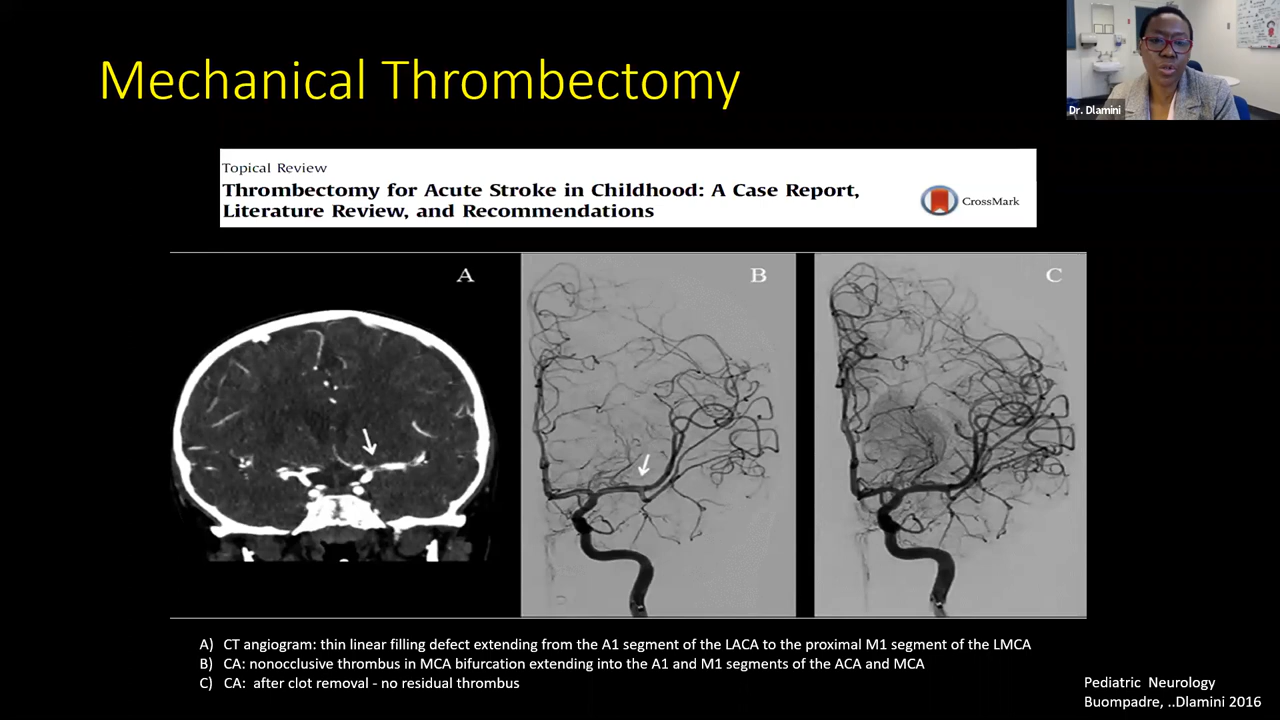 Mechanical Thrombectomy
Dr. Dlamini
Topical Review
Thrombectomy for Acute Stroke in Childhood: A Case Report,
Literature Review, and Recommendations
CrossMark
A
B
C
A) CT angiogram: thin linear filling defect extending from the A1 segment of the LACA to the proximal M1 segment of the LMCA
B) CA: nonocclusive thrombus in MCA bifurcation extending into the A1 and M1 segments of the ACA and MCA
C) CA: after clot removal - no residual thrombus
Pediatric Neurology
Buompadre, ..Dlamini 2016